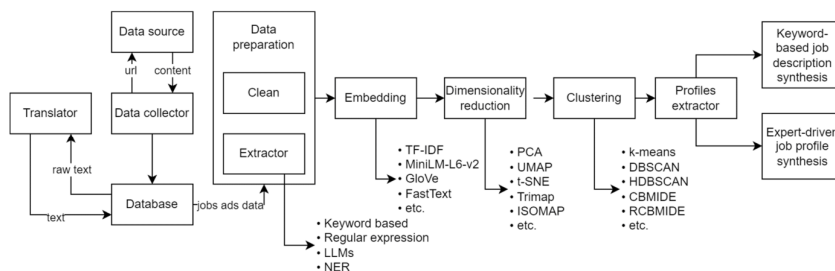 Data source
url
content
Translator
Data collector
raw text
text
Database
jobs ads data
Data
preparation
Clean
Extractor
Keyword based
Regular expression
LLMs
NER
Embedding
TF-IDF
MiniLM-L6-v2
GloVe
FastText
etc.
Dimensionality
reduction
PCA
UMAP
t-SNE
Trimap
ISOMAP
etc.
Clustering
k-means
DBSCAN
HDBSCAN
CBMIDE
RCBMIDE
etc.
Profiles
extractor
Keyword-
based job
description
synthesis
Expert-driven
job profile
synthesis